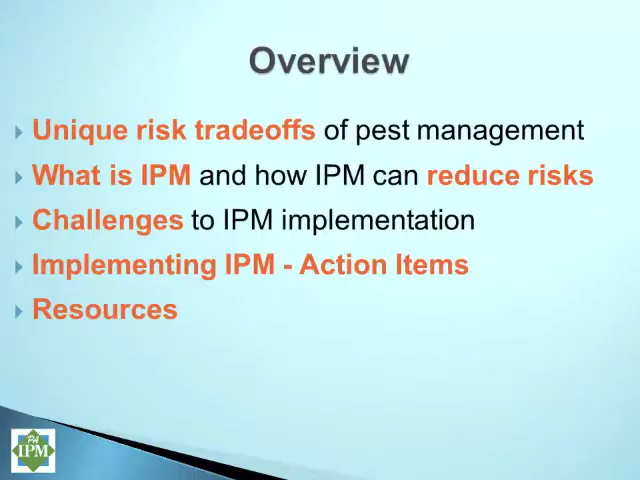 Overview
Unique risk tradeoffs of pest management
What is IPM and how IPM can reduce risks
Challenges to IPM implementation
Implementing IPM - Action Items
Resources
PA
IPM